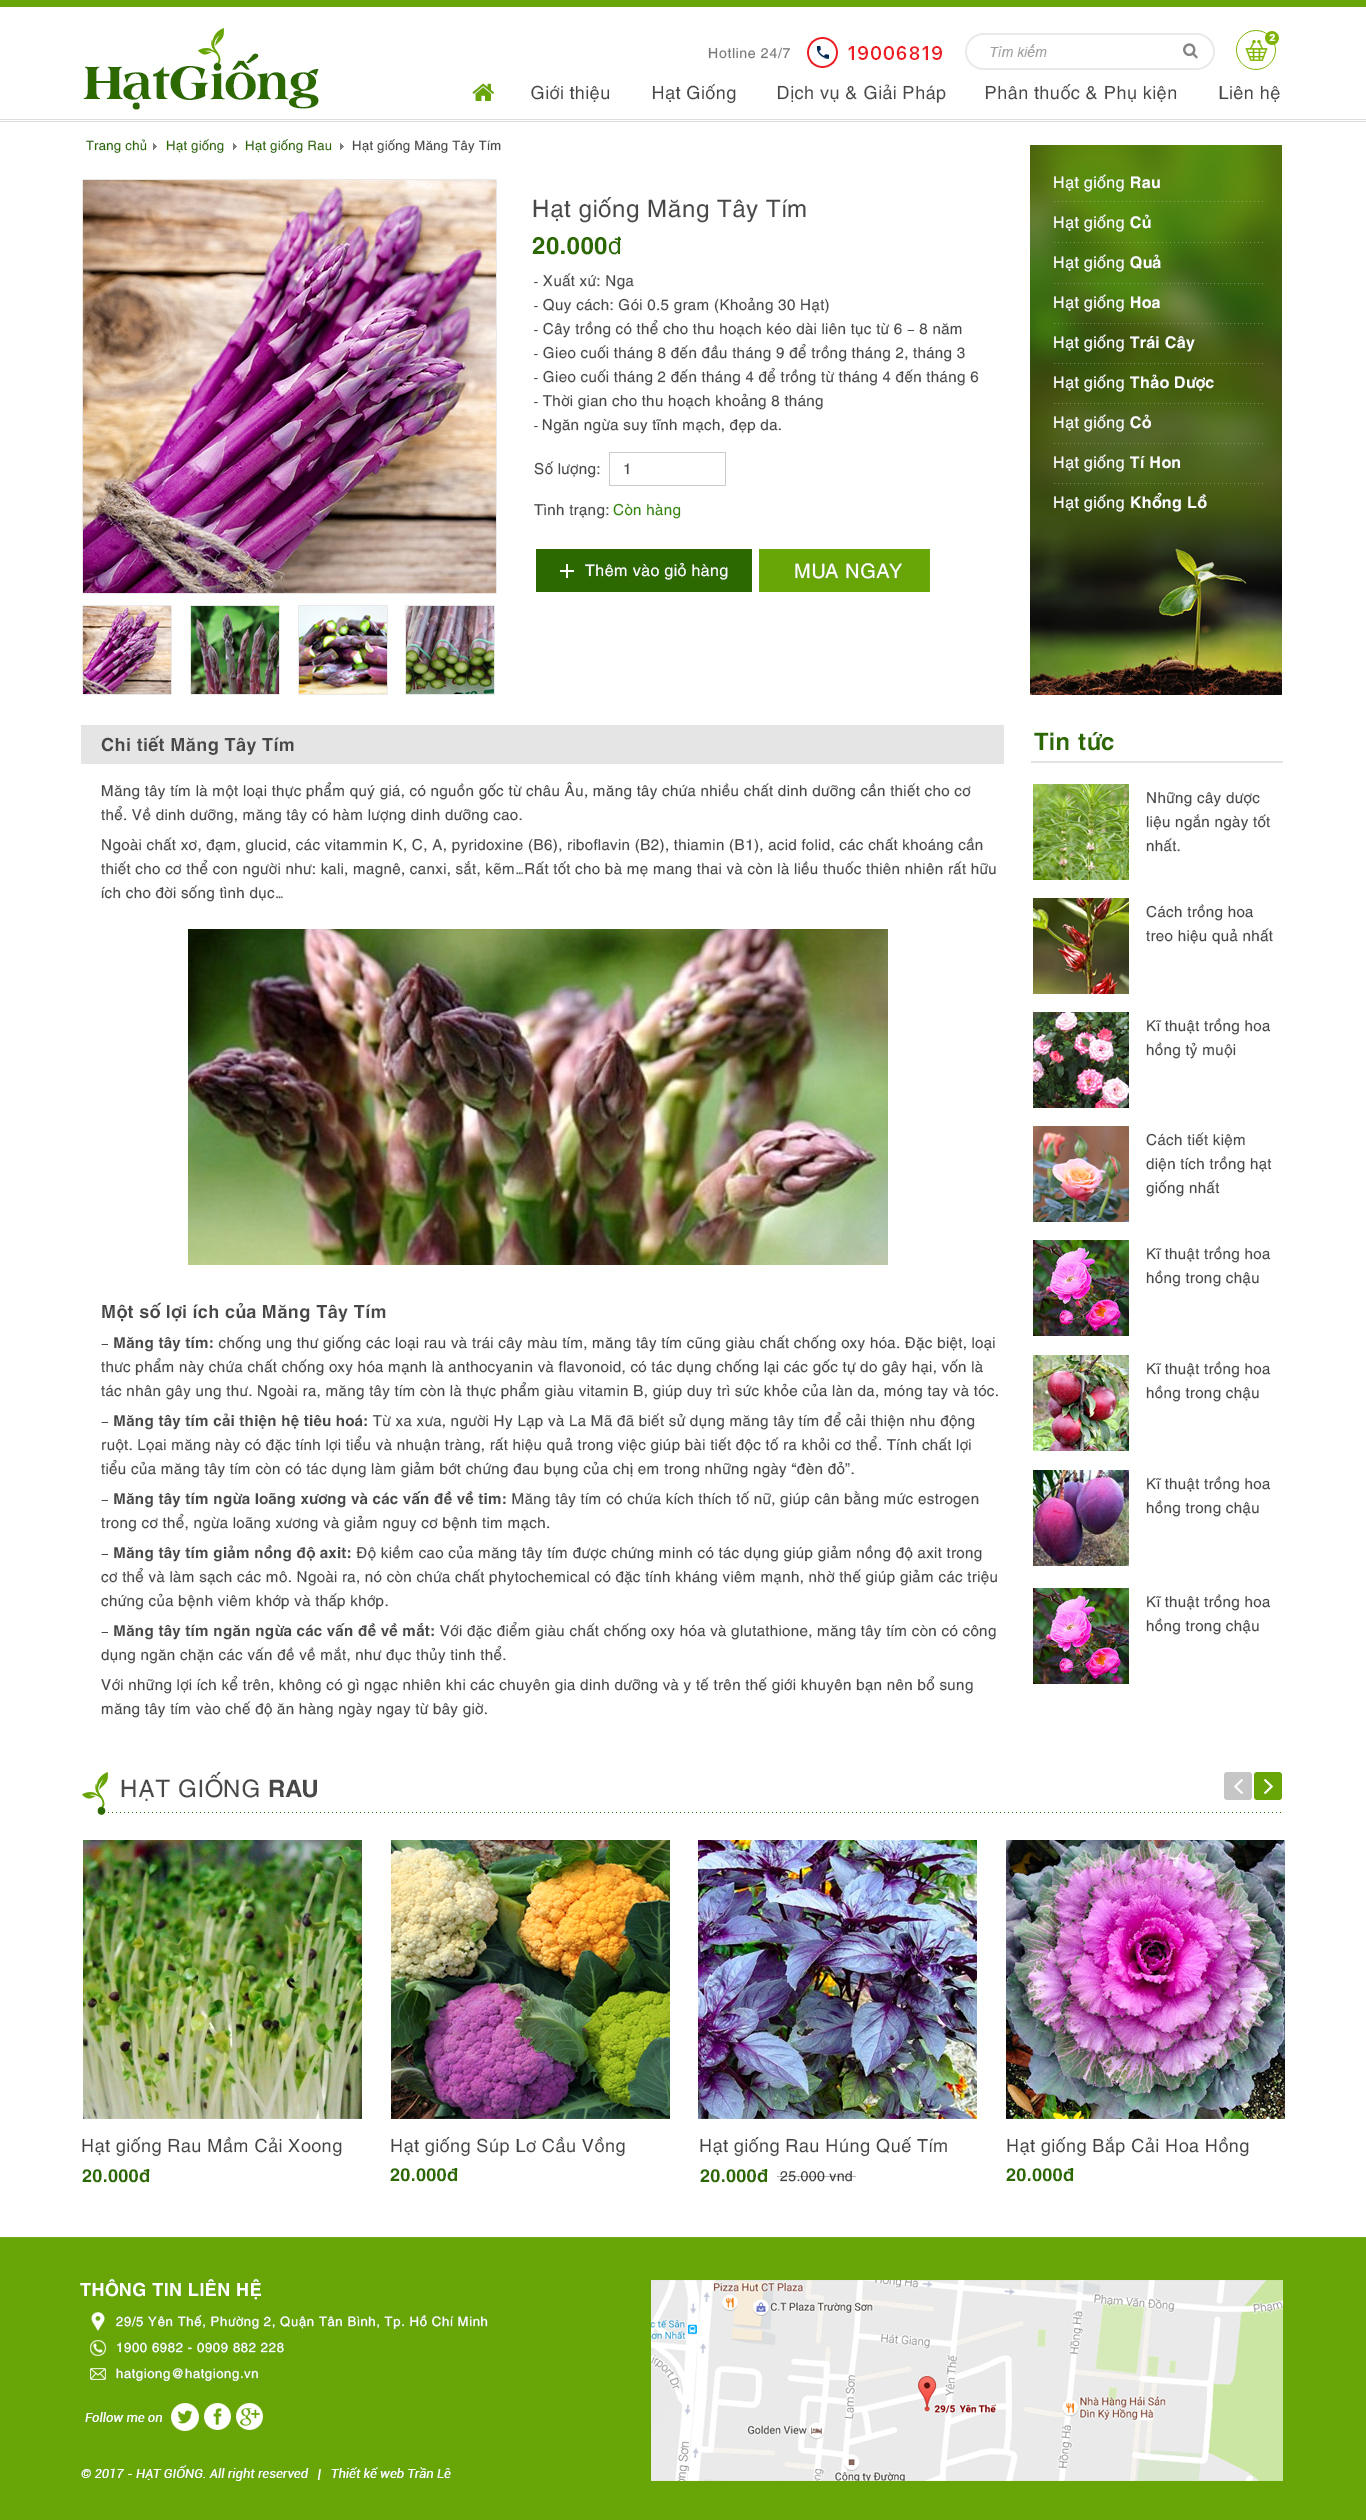 HạtGiống
Hotline 24/7
19006819
Tìm kiếm
2
Giới thiệu
Hạt Giống
Dịch vụ & Giải Pháp
Phân thuốc & Phụ kiện
Liên hệ
Trang chủ
Hạt giống
Hạt giống Rau
Hạt giống Măng Tây Tím
Hạt giống Măng Tây Tím
20.000đ
- Xuất xứ: Nga
- Quy cách: Gói 0.5 gram (Khoảng 30 Hạt)
- Cây trồng có thể cho thu hoạch kéo dài liên tục từ 6 – 8 năm
- Gieo cuối tháng 8 đến đầu tháng 9 để trồng tháng 2, tháng 3
- Gieo cuối tháng 2 đến tháng 4 để trồng từ tháng 4 đến tháng 6
- Thời gian cho thu hoạch khoảng 8 tháng
- Ngăn ngừa suy tĩnh mạch, đẹp da.
Số lượng: 1
Tình trạng: Còn hàng
+ Thêm vào giỏ hàng
MUA NGAY
Hạt giống Rau
Hạt giống Củ
Hạt giống Quả
Hạt giống Hoa
Hạt giống Trái Cây
Hạt giống Thảo Dược
Hạt giống Cỏ
Hạt giống Tí Hon
Hạt giống Khổng Lồ
Chi tiết Măng Tây Tím
Măng tây tím là một loại thực phẩm quý giá, có nguồn gốc từ châu Âu, măng tây chứa nhiều chất dinh dưỡng cần thiết cho cơ
thể. Về dinh dưỡng, măng tây có hàm lượng dinh dưỡng cao.
Ngoài chất xơ, đạm, glucid, các vitammin K, C, A, pyridoxine (B6), riboflavin (B2), thiamin (B1), acid folid, các chất khoáng cần
thiết cho cơ thể con người như: kali, magnê, canxi, sắt, kẽm…Rất tốt cho bà mẹ mang thai và còn là liều thuốc thiên nhiên rất hữu
ích cho đời sống tình dục…
Một số lợi ích của Măng Tây Tím
– Măng tây tím: chống ung thư giống các loại rau và trái cây màu tím, măng tây tím cũng giàu chất chống oxy hóa. Đặc biệt, loại
thưc phẩm này chứa chất chống oxy hóa mạnh là anthocyanin và flavonoid, có tác dụng chống lại các gốc tự do gây hại, vốn là
tác nhân gây ung thư. Ngoài ra, măng tây tím còn là thực phẩm giàu vitamin B, giúp duy trì sức khỏe của làn da, móng tay và tóc.
– Măng tây tím cải thiện hệ tiêu hoá: Từ xa xưa, người Hy Lạp và La Mã đã biết sử dụng măng tây tím để cải thiện nhu động
ruột. Lọai măng này có đặc tính lợi tiểu và nhuận tràng, rất hiệu quả trong việc giúp bài tiết độc tố ra khỏi cơ thể. Tính chất lợi
tiểu của măng tây tím còn có tác dụng làm giảm bớt chứng đau bụng của chị em trong những ngày “đèn đỏ”.
– Măng tây tím ngừa loãng xương và các vấn đề về tim: Măng tây tím có chứa kích thích tố nữ, giúp cân bằng mức estrogen
trong cơ thể, ngừa loãng xương và giảm nguy cơ bệnh tim mạch.
– Măng tây tím giảm nồng độ axit: Độ kiềm cao của măng tây tím được chứng minh có tác dụng giúp giảm nồng độ axit trong
cơ thể và làm sạch các mô. Ngoài ra, nó còn chứa chất phytochemical có đặc tính kháng viêm mạnh, nhờ thế giúp giảm các triệu
chứng của bệnh viêm khớp và thấp khớp.
– Măng tây tím ngăn ngừa các vấn đề về mắt: Với đặc điểm giàu chất chống oxy hóa và glutathione, măng tây tím còn có công
dụng ngăn chặn các vấn đề về mắt, như đục thủy tinh thể.
Với những lợi ích kể trên, không có gì ngạc nhiên khi các chuyên gia dinh dưỡng và y tế trên thế giới khuyên bạn nên bổ sung
măng tây tím vào chế độ ăn hàng ngày ngay từ bây giờ.
Tin tức
Những cây dược
liệu ngắn ngày tốt
nhất.
Cách trồng hoa
treo hiệu quả nhất
Kĩ thuật trồng hoa
hồng tỷ muội
Cách tiết kiệm
diện tích trồng hạt
giống nhất
Kĩ thuật trồng hoa
hồng trong chậu
Kĩ thuật trồng hoa
hồng trong chậu
Kĩ thuật trồng hoa
hồng trong chậu
Kĩ thuật trồng hoa
hồng trong chậu
HẠT GIỐNG RAU
Hạt giống Rau Mầm Cải Xoong
20.000đ
Hạt giống Súp Lơ Cầu Vồng
20.000đ
Hạt giống Rau Húng Quế Tím
20.000đ 25.000 vnd
Hạt giống Bắp Cải Hoa Hồng
20.000đ
THÔNG TIN LIÊN HỆ
29/5 Yên Thế, Phường 2, Quận Tân Bình, Tp. Hồ Chí Minh
1900 6982 - 0909 882 228
hatgiong@hatgiong.vn
Follow me on
© 2017 - HẠT GIỐNG. All right reserved | Thiết kế web Trần Lê
Pizza Hut CT Plaza
C.T Plaza Trường Sơn
Hồng Hà
Phạm Văn Đồng
Phạm
c tế Sân
ơn Nhất
Hát Giang
Hồng Hà
Yên Thế
Lam Sơn
29/5 Yên Thế
Nhà Hàng Hải Sản
Dìn Ký Hồng Hà
Golden View
Hồng Hà
Công ty Đường